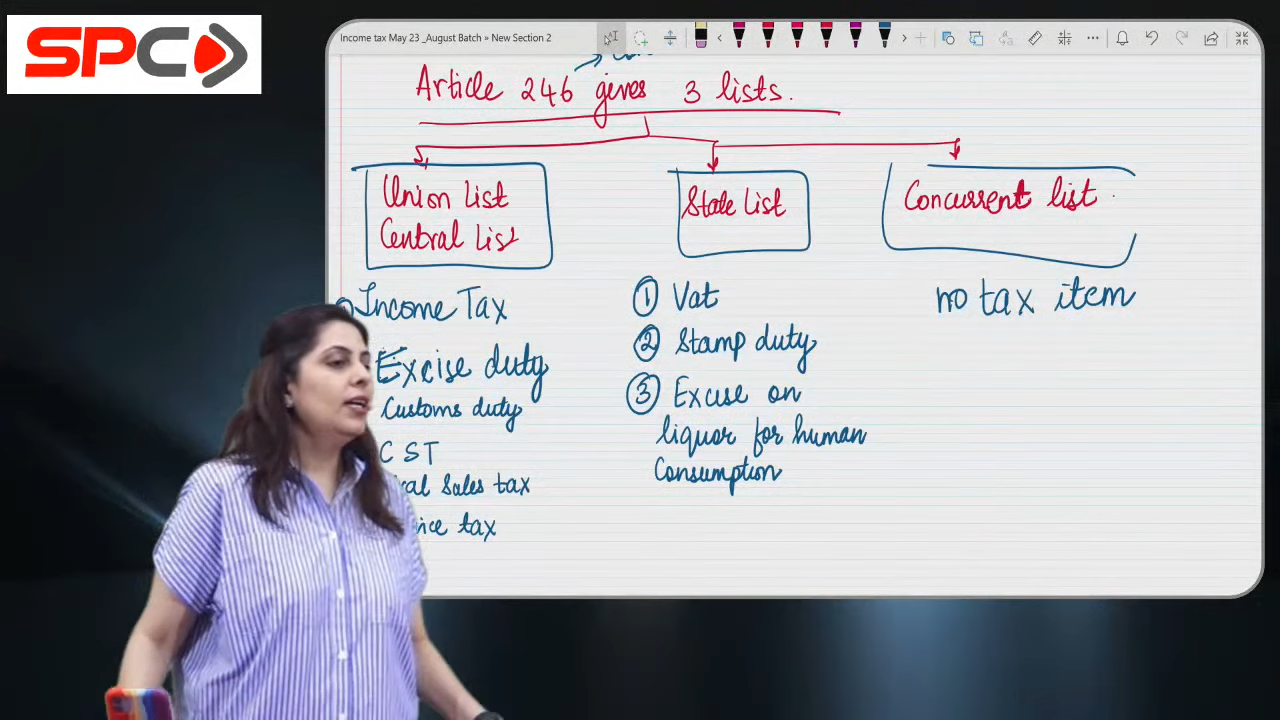 SPC
Income tax May 23 _August Batch » New Section 2
Article 246 gives 3 lists.
Union List
Central List
State List
Concurrent list.
Income Tax
Excise duty
Customs duty
CST
Sales tax
tax
① Vat
② Stamp duty
③ Excise on
liquor for human
Consumption
no tax item